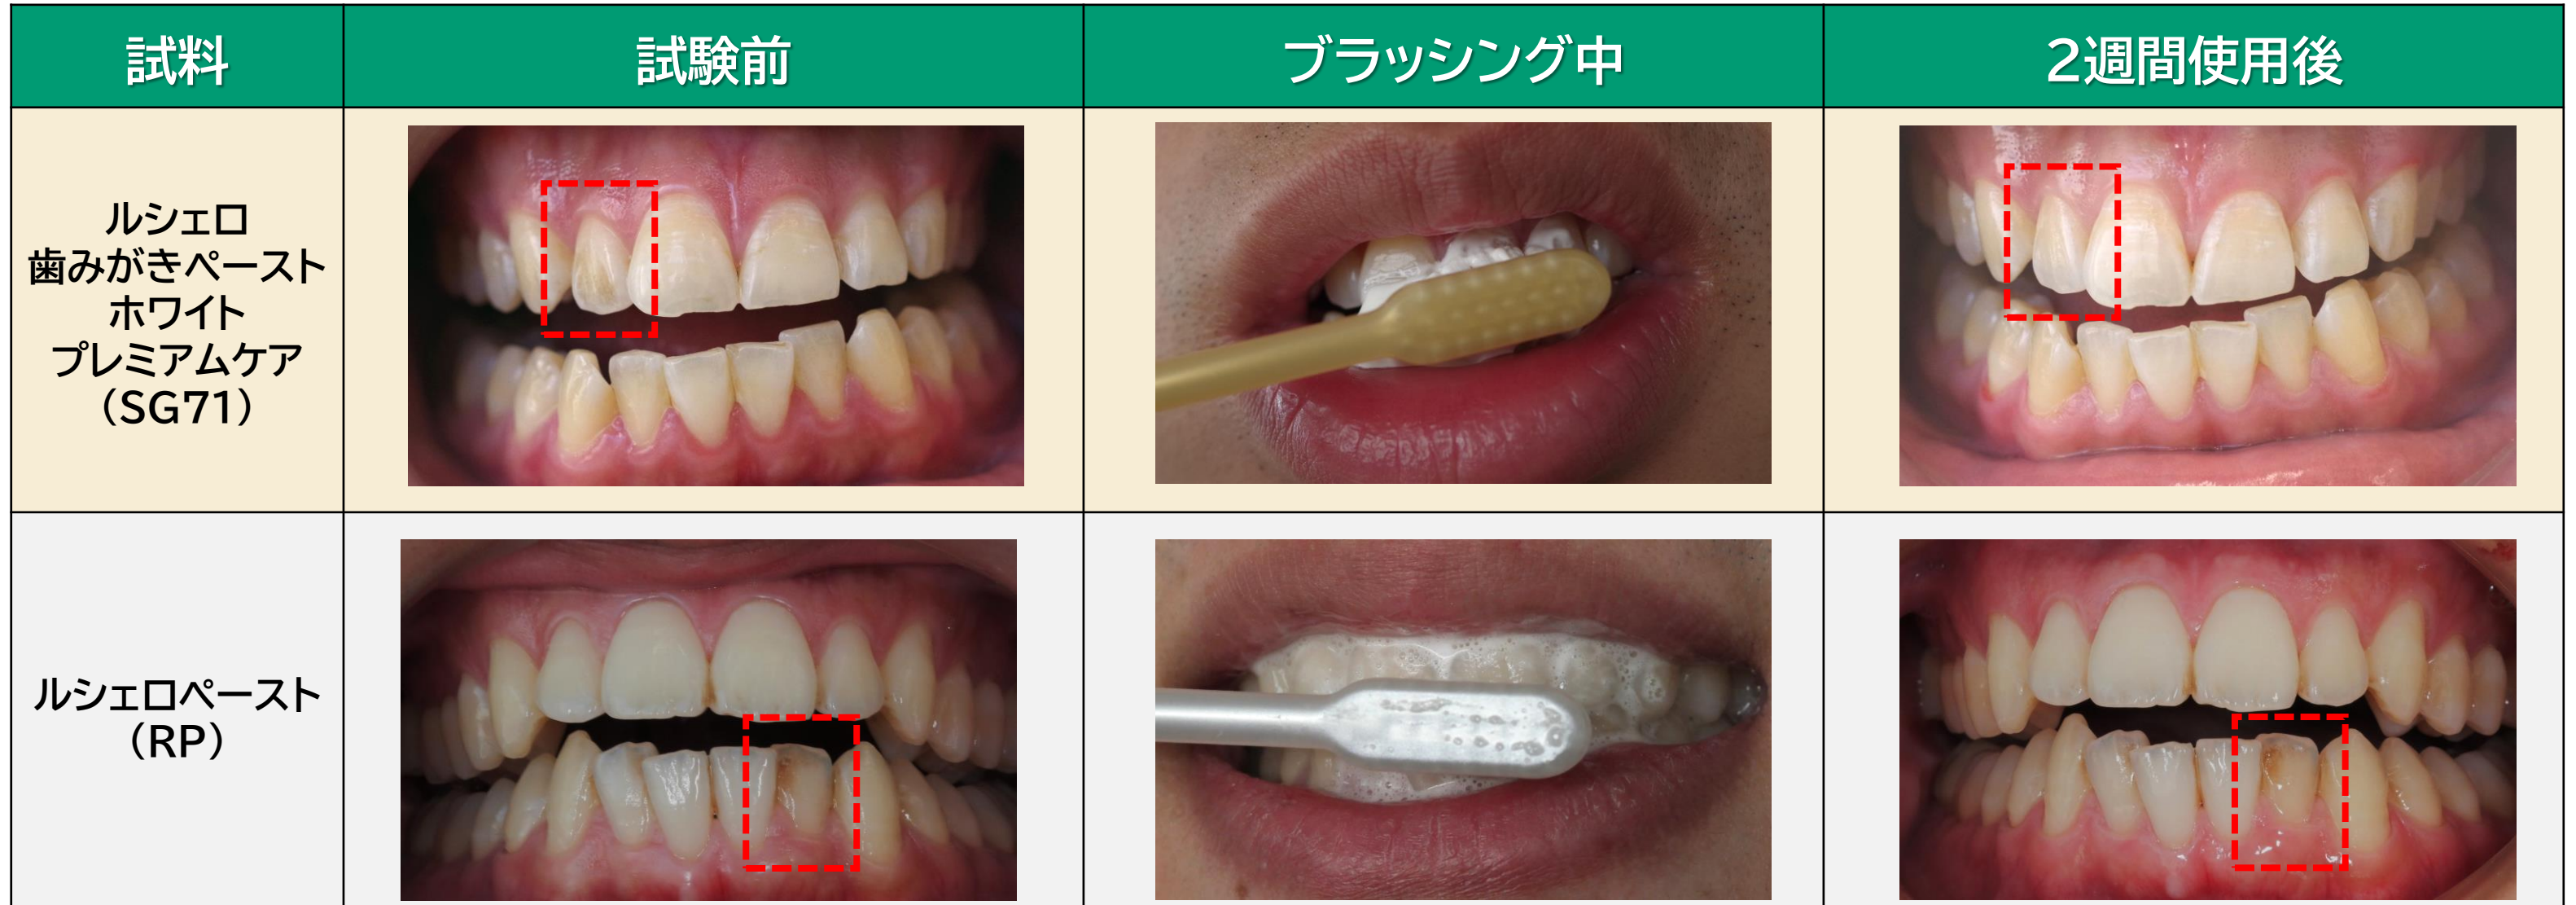 試料
試験前
ブラッシング中
2週間使用後
ルシェロ
歯みがきペースト
ホワイト
プレミアムケア
(SG71)
ルシェロペースト
(RP)